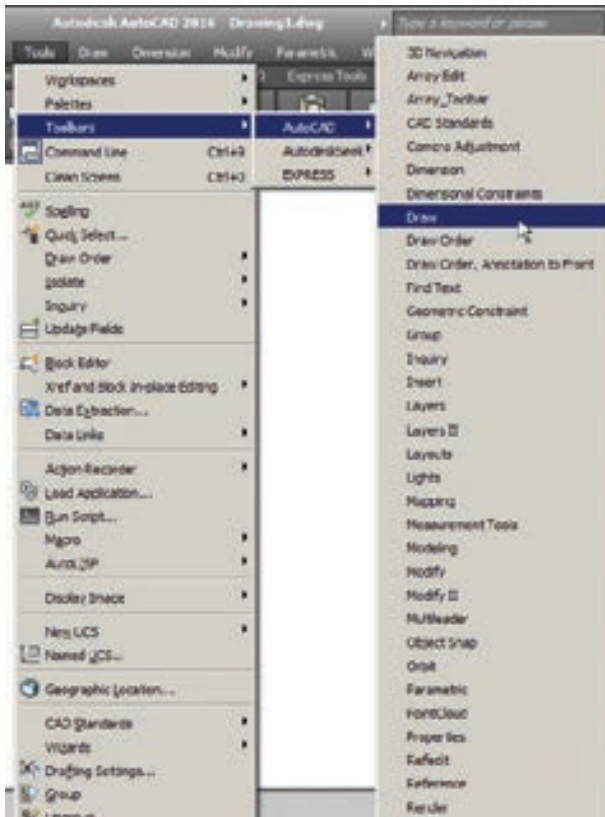 Autodesk AutoCAD 2016 Drawing1.dwg
Type a keyword or phrase
Tools Draw Dimension Modify Parametric W
Express Tools
Workspaces
Palettes
Toolbars
Command Line Ctrl+9
Clean Screen Ctrl+0
Spelling
Quick Select...
Draw Order
Isolate
Inquiry
Update Fields
Block Editor
Xref and Block In-place Editing
Data Extraction...
Data Links
Action Recorder
Load Application...
Run Script...
Macro
AutoLISP
Display Image
New UCS
Named UCS...
Geographic Location...
CAD Standards
Wizards
Drafting Settings...
Group
AutoCAD
Autodeskseek
EXPRESS
3D Navigation
Array Edit
Array_Toolbar
CAD Standards
Camera Adjustment
Dimension
Dimensional Constraints
Draw
Draw Order
Draw Order, Annotation to Front
Find Text
Geometric Constraint
Group
Inquiry
Insert
Layers
Layers II
Layouts
Lights
Mapping
Measurement Tools
Modeling
Modify
Modify II
Multileader
Object Snap
Orbit
Parametric
PointCloud
Properties
Refedit
Reference
Render